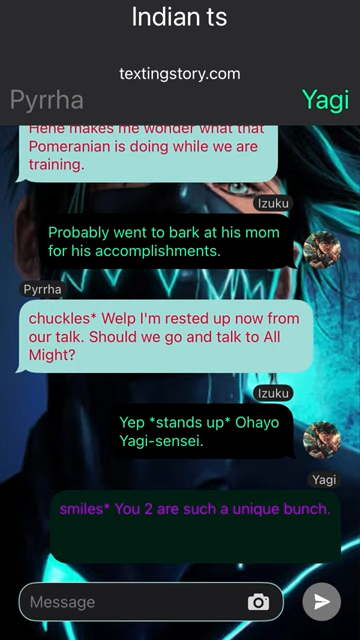 Indian ts
textingstory.com
Pyrrha
Yagi
Hehe makes me wonder what that
Pomeranian is doing while we are
training.
Izuku
Probably went to bark at his mom
for his accomplishments.
Pyrrha
chuckles* Welp I'm rested up now from
our talk. Should we go and talk to All
Might?
Izuku
Yep *stands up* Ohayo
Yagi-sensei.
Yagi
smiles* You 2 are such a unique bunch.
Message